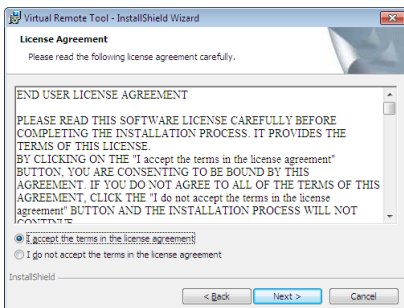 Virtual Remote Tool - InstallShield Wizard
License Agreement
Please read the following license agreement carefully.
END USER LICENSE AGREEMENT
PLEASE READ THIS SOFTWARE LICENSE CAREFULLY BEFORE
COMPLETING THE INSTALLATION PROCESS. IT PROVIDES THE
TERMS OF THIS LICENSE.
BY CLICKING ON THE "I accept the terms in the license agreement"
BUTTON, YOU ARE CONSENTING TO BE BOUND BY THIS
AGREEMENT. IF YOU DO NOT AGREE TO ALL OF THE TERMS OF THIS
AGREEMENT, CLICK THE "I do not accept the terms in the license
agreement" BUTTON AND THE INSTALLATION PROCESS WILL NOT
CONTINUE.
I accept the terms in the license agreement
I do not accept the terms in the license agreement
InstallShield
< Back
Next >
Cancel